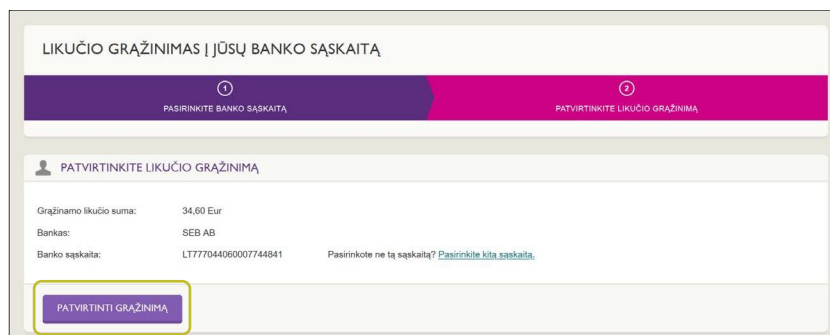 LIKUČIO GRĄŽINIMAS Į JŪSŲ BANKO SĄSKAITĄ
1
PASIRINKITE BANKO SĄSKAITĄ
2
PATVIRTINKITE LIKUČIO GRĄŽINIMĄ
PATVIRTINKITE LIKUČIO GRĄŽINIMĄ
Grąžinamo likučio suma: 34,60 Eur
Bankas: SEB AB
Banko sąskaita: LT777044060007744841 Pasirinkote ne tą sąskaitą? Pasirinkite kitą sąskaitą.
PATVIRTINTI GRĄŽINIMĄ